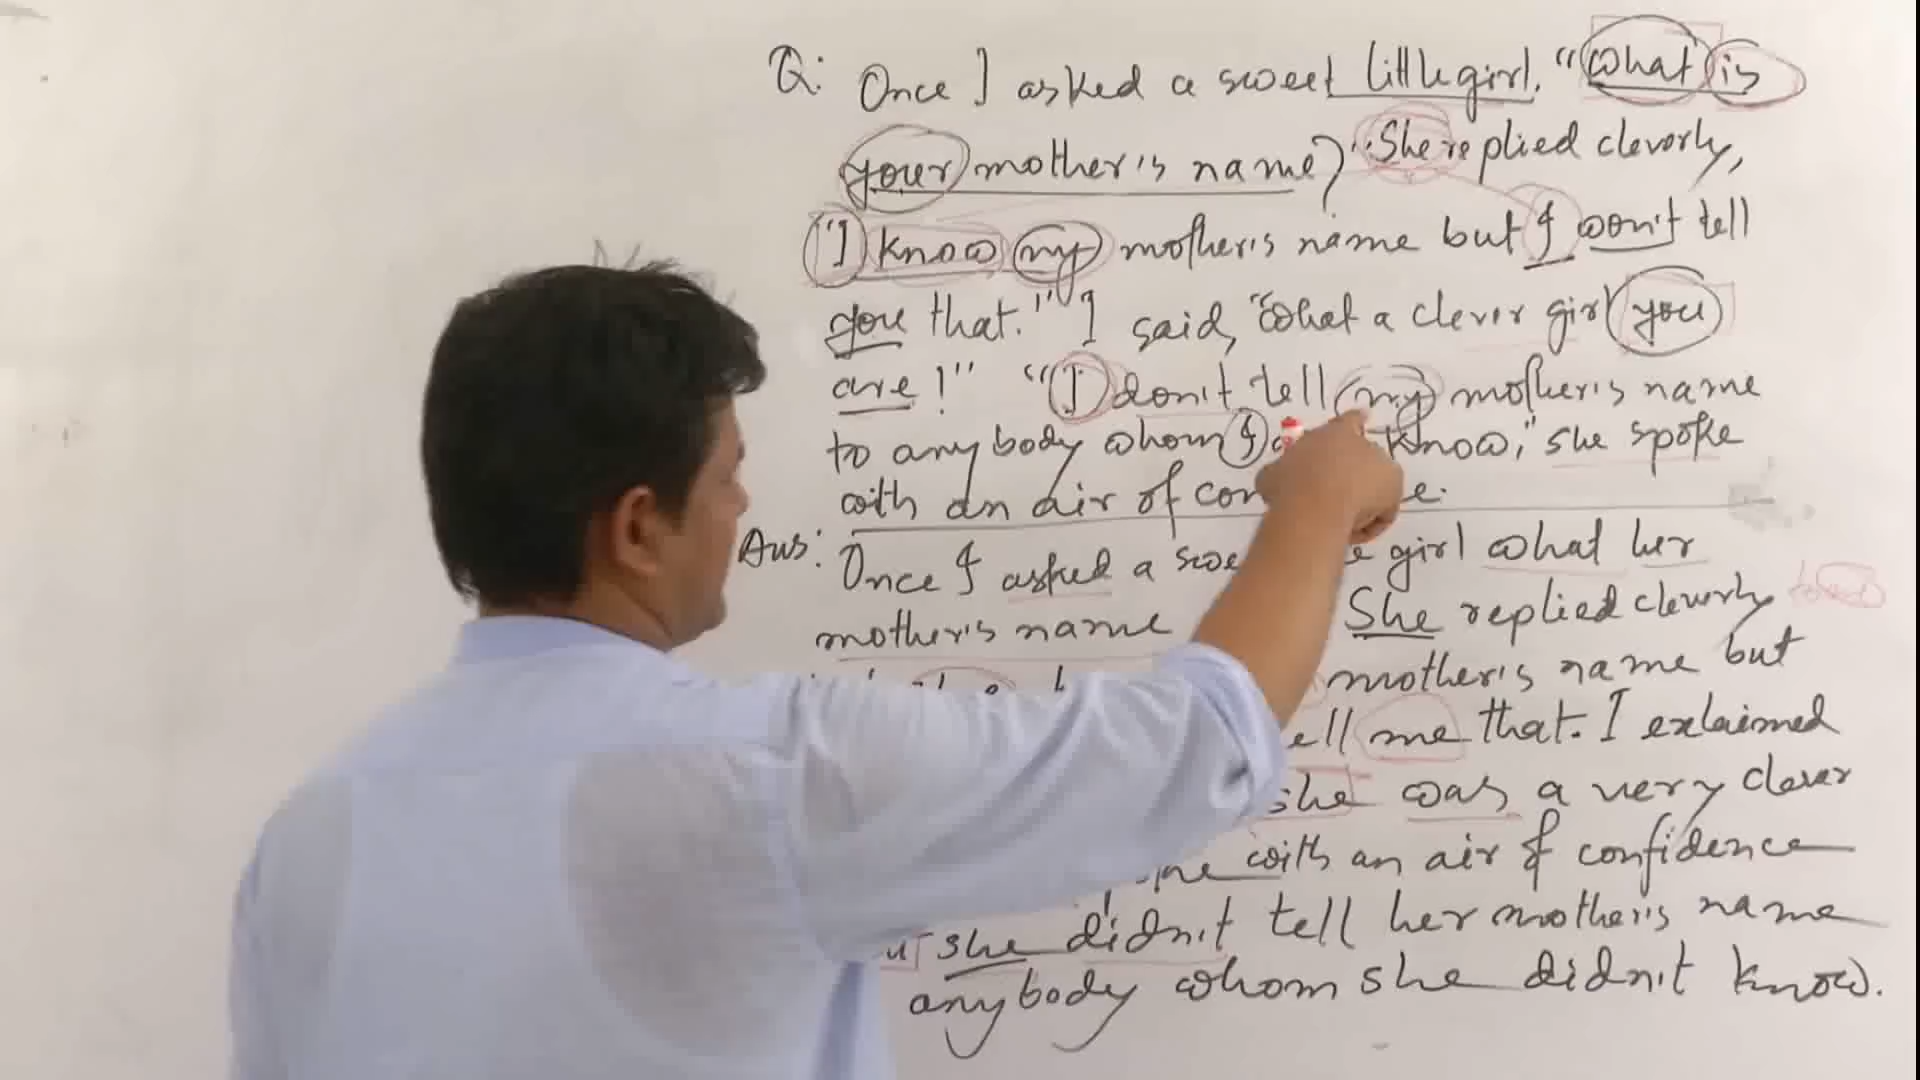 Q: Once I asked a sweet little girl, "What is
your mother's name?" She replied cleverly,
"I know my mother's name but I won't tell
you that." I said, "What a clever girl you
are!" "I don't tell my mother's name
to anybody whom I know," she spoke
with an air of
Ans: Once I asked a girl what her
mother's name She replied cleverly
mother's name but
me that. I exlaimed
she was a very clever
with an air of confidence
she didn't tell her mother's name
anybody whom she didn't know.